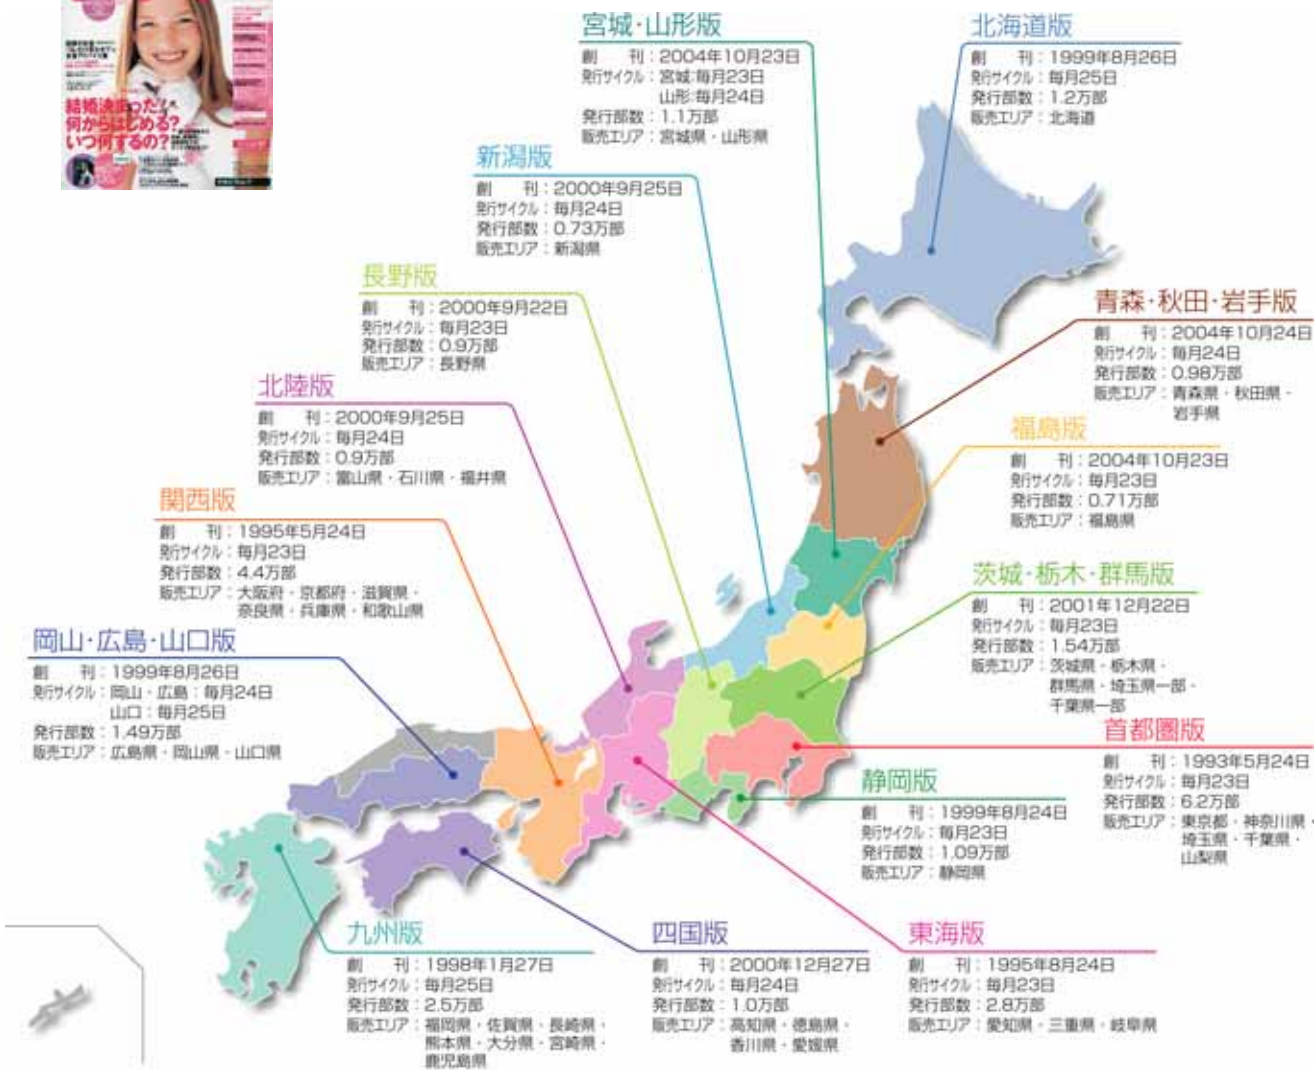 結婚決まった!
何からはじめる?
いつ何するの?
宮城・山形版
創　刊：2004年10月23日
発行サイクル：宮城：毎月23日
山形：毎月24日
発行部数：1.1万部
販売エリア：宮城県・山形県
北海道版
創　刊：1999年8月26日
発行サイクル：毎月25日
発行部数：1.2万部
販売エリア：北海道
新潟版
創　刊：2000年9月25日
発行サイクル：毎月24日
発行部数：0.73万部
販売エリア：新潟県
長野版
創　刊：2000年9月22日
発行サイクル：毎月23日
発行部数：0.9万部
販売エリア：長野県
青森・秋田・岩手版
創　刊：2004年10月24日
発行サイクル：毎月24日
発行部数：0.98万部
販売エリア：青森県・秋田県・
岩手県
北陸版
創　刊：2000年9月25日
発行サイクル：毎月24日
発行部数：0.9万部
販売エリア：富山県・石川県・福井県
福島版
創　刊：2004年10月23日
発行サイクル：毎月23日
発行部数：0.71万部
販売エリア：福島県
関西版
創　刊：1995年5月24日
発行サイクル：毎月23日
発行部数：4.4万部
販売エリア：大阪府・京都府・滋賀県・
奈良県・兵庫県・和歌山県
茨城・栃木・群馬版
創　刊：2001年12月22日
発行サイクル：毎月23日
発行部数：1.54万部
販売エリア：茨城県・栃木県・
群馬県・埼玉県一部・
千葉県一部
岡山・広島・山口版
創　刊：1999年8月26日
発行サイクル：岡山・広島：毎月24日
山口：毎月25日
発行部数：1.49万部
販売エリア：広島県・岡山県・山口県
首都圏版
創　刊：1993年5月24日
発行サイクル：毎月23日
発行部数：6.2万部
販売エリア：東京都・神奈川県・
埼玉県・千葉県・
山梨県
静岡版
創　刊：1999年8月24日
発行サイクル：毎月23日
発行部数：1.09万部
販売エリア：静岡県
九州版
創　刊：1998年1月27日
発行サイクル：毎月25日
発行部数：2.5万部
販売エリア：福岡県・佐賀県・長崎県・
熊本県・大分県・宮崎県・
鹿児島県
四国版
創　刊：2000年12月27日
発行サイクル：毎月24日
発行部数：1.0万部
販売エリア：高知県・徳島県・
香川県・愛媛県
東海版
創　刊：1995年8月24日
発行サイクル：毎月23日
発行部数：2.8万部
販売エリア：愛知県・三重県・岐阜県